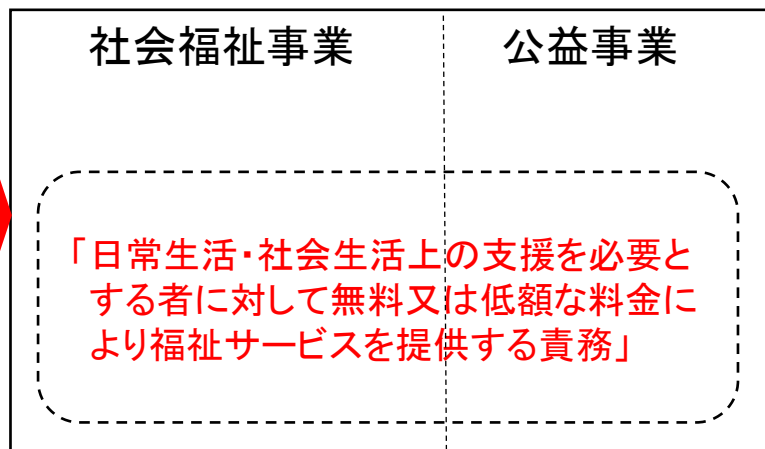 社会福祉事業
公益事業
「日常生活・社会生活上の支援を必要と
する者に対して無料又は低額な料金に
より福祉サービスを提供する責務」